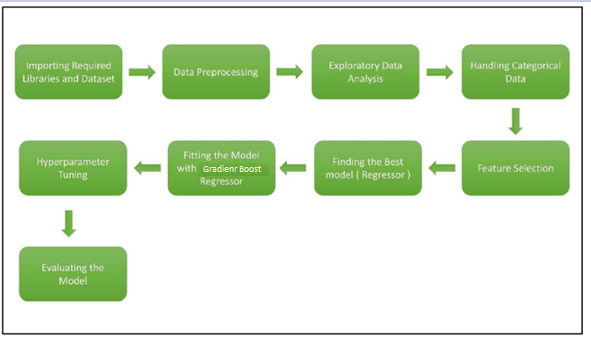 Importing Required
Libraries and Dataset
Data Preprocessing
Exploratory Data
Analysis
Handling Categorical
Data
Feature Selection
Finding the Best
model ( Regressor )
Fitting the Model
with Gradienr Boost
Regressor
Hyperparameter
Tuning
Evaluating the
Model